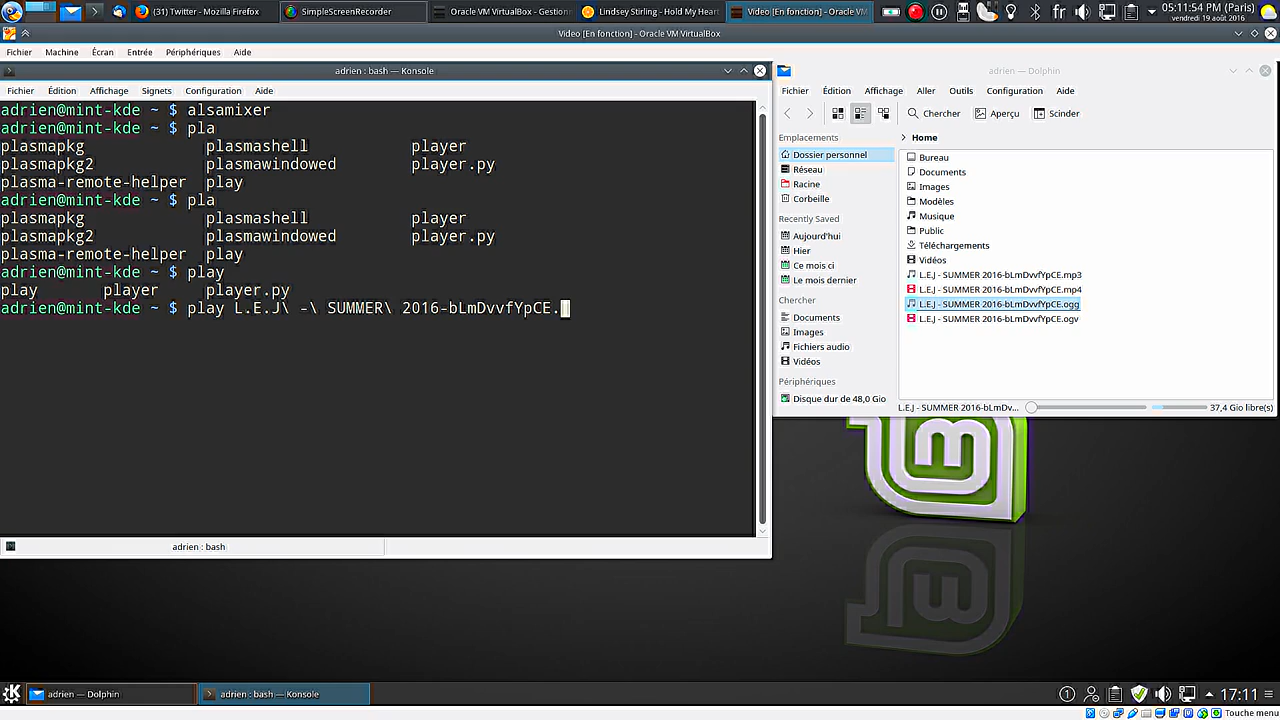 (31) Twitter - Mozilla Firefox
SimpleScreenRecorder
Oracle VM VirtualBox - Gestion
Lindsey Stirling - Hold My Hear
Video [En fonction] - Oracle VM
fr
05:11:54 PM (Paris)
vendredi 19 août 2016
Video [En fonction] - Oracle VM VirtualBox
Fichier Machine Écran Entrée Périphériques Aide
adrien : bash — Konsole
Fichier Édition Affichage Signets Configuration Aide
adrien@mint-kde ~ $ alsamixer
adrien@mint-kde ~ $ pla
plasmapkg plasmashell player
plasmapkg2 plasmawindowed player.py
plasma-remote-helper play
adrien@mint-kde ~ $ pla
plasmapkg plasmashell player
plasmapkg2 plasmawindowed player.py
plasma-remote-helper play
adrien@mint-kde ~ $ play
play player player.py
adrien@mint-kde ~ $ play L.E.J\ -\ SUMMER\ 2016-bLmDvvfYpCE.
adrien : bash
adrien — Dolphin
Fichier Édition Affichage Aller Outils Configuration Aide
Chercher Aperçu Scinder
Emplacements
Dossier personnel
Réseau
Racine
Corbeille
Recently Saved
Aujourd'hui
Hier
Ce mois ci
Le mois dernier
Chercher
Documents
Images
Fichiers audio
Vidéos
Périphériques
Disque dur de 48,0 Gio
> Home
Bureau
Documents
Images
Modèles
Musique
Public
Téléchargements
Vidéos
L.E.J - SUMMER 2016-bLmDvvfYpCE.mp3
L.E.J - SUMMER 2016-bLmDvvfYpCE.mp4
L.E.J - SUMMER 2016-bLmDvvfYpCE.ogg
L.E.J - SUMMER 2016-bLmDvvfYpCE.ogv
L.E.J - SUMMER 2016-bLmDv...
37,4 Gio libre(s)
adrien — Dolphin
adrien : bash — Konsole
17:11
Touche menu